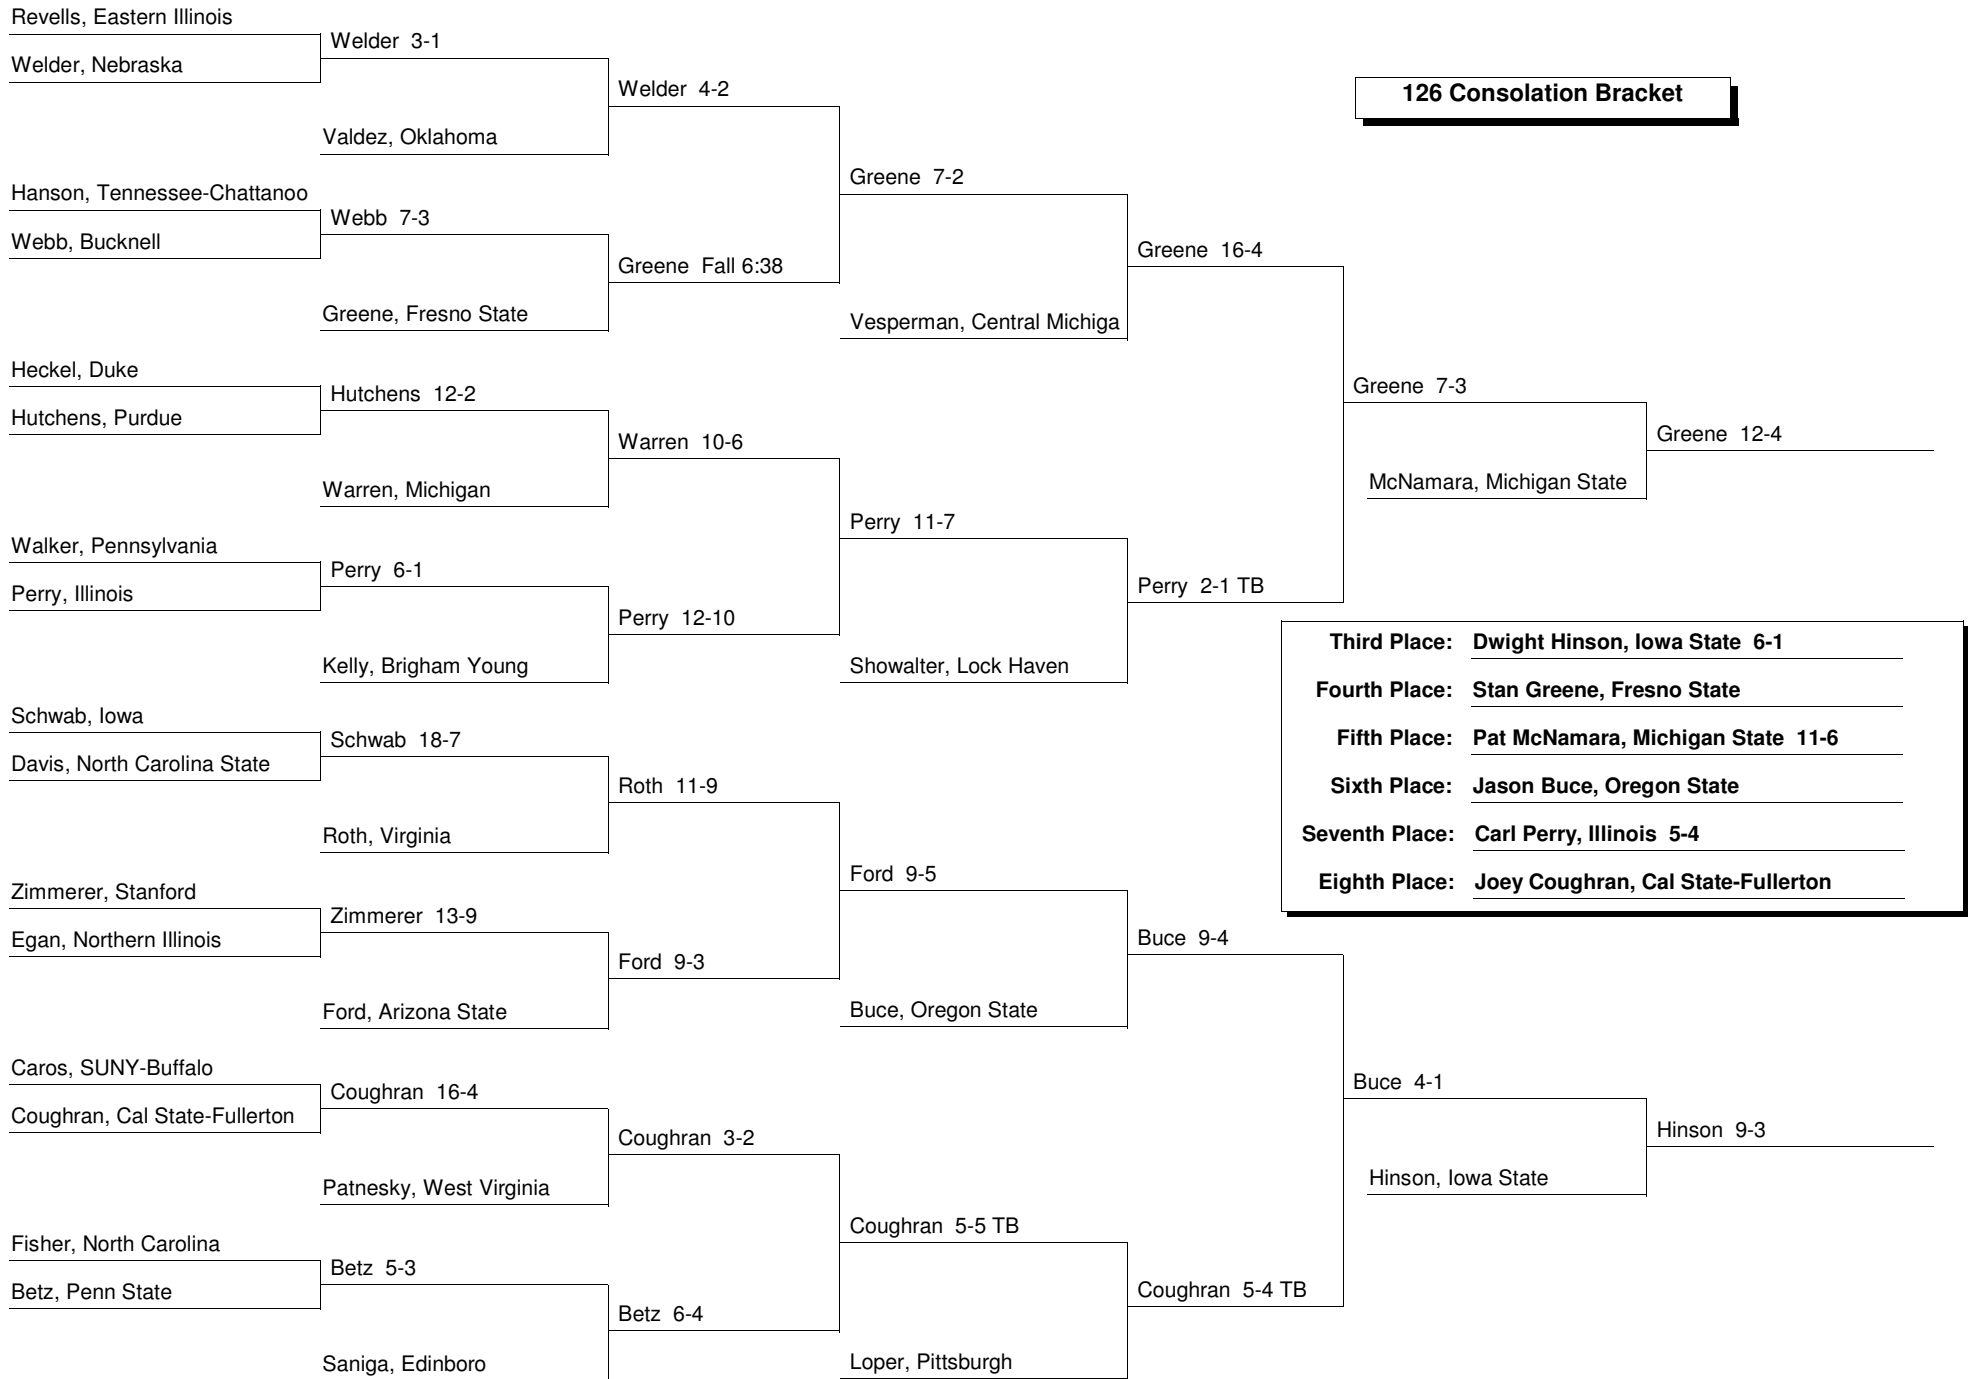 Revells, Eastern Illinois
Welder 3-1
Welder, Nebraska
Welder 4-2
126 Consolation Bracket
Valdez, Oklahoma
Greene 7-2
Hanson, Tennessee-Chattanoo
Webb 7-3
Webb, Bucknell
Greene 16-4
Greene Fall 6:38
Greene, Fresno State
Vesperman, Central Michiga
Heckel, Duke
Hutchens 12-2
Greene 7-3
Hutchens, Purdue
Warren 10-6
Greene 12-4
Warren, Michigan
McNamara, Michigan State
Perry 11-7
Walker, Pennsylvania
Perry 6-1
Perry, Illinois
Perry 2-1 TB
Perry 12-10
Kelly, Brigham Young
Showalter, Lock Haven
Third Place: Dwight Hinson, Iowa State 6-1
Fourth Place: Stan Greene, Fresno State
Fifth Place: Pat McNamara, Michigan State 11-6
Sixth Place: Jason Buce, Oregon State
Seventh Place: Carl Perry, Illinois 5-4
Eighth Place: Joey Coughran, Cal State-Fullerton
Schwab, Iowa
Schwab 18-7
Davis, North Carolina State
Roth 11-9
Roth, Virginia
Ford 9-5
Zimmerer, Stanford
Zimmerer 13-9
Egan, Northern Illinois
Buce 9-4
Ford 9-3
Ford, Arizona State
Buce, Oregon State
Caros, SUNY-Buffalo
Coughran 16-4
Buce 4-1
Coughran, Cal State-Fullerton
Coughran 3-2
Hinson 9-3
Patnesky, West Virginia
Hinson, Iowa State
Coughran 5-5 TB
Fisher, North Carolina
Betz 5-3
Betz, Penn State
Coughran 5-4 TB
Betz 6-4
Saniga, Edinboro
Loper, Pittsburgh